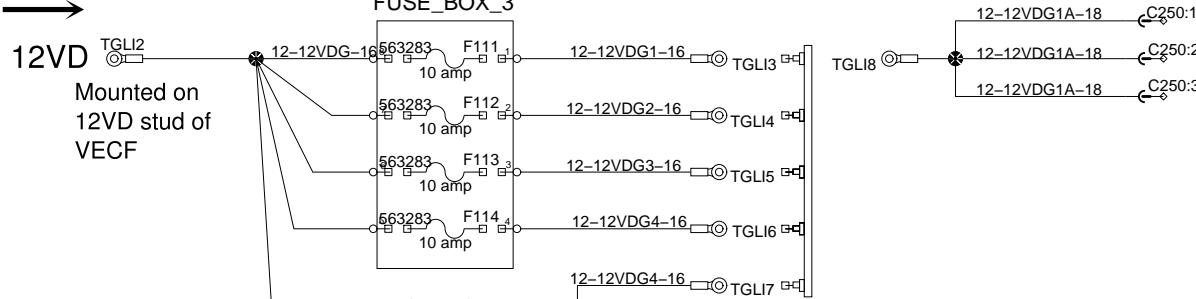 FUSE_BOX_3
12VD
TGLI2
Mounted on
12VD stud of
VECF
12–12VDG–16
563283
F111
1
10 amp
12–12VDG1–16
TGLI3
563283
F112
2
10 amp
12–12VDG2–16
TGLI4
563283
F113
3
10 amp
12–12VDG3–16
TGLI5
563283
F114
4
10 amp
12–12VDG4–16
TGLI6
12–12VDG4–16
TGLI7
TGLI8
12–12VDG1A–18
C250:1
12–12VDG1A–18
C250:2
12–12VDG1A–18
C250:3